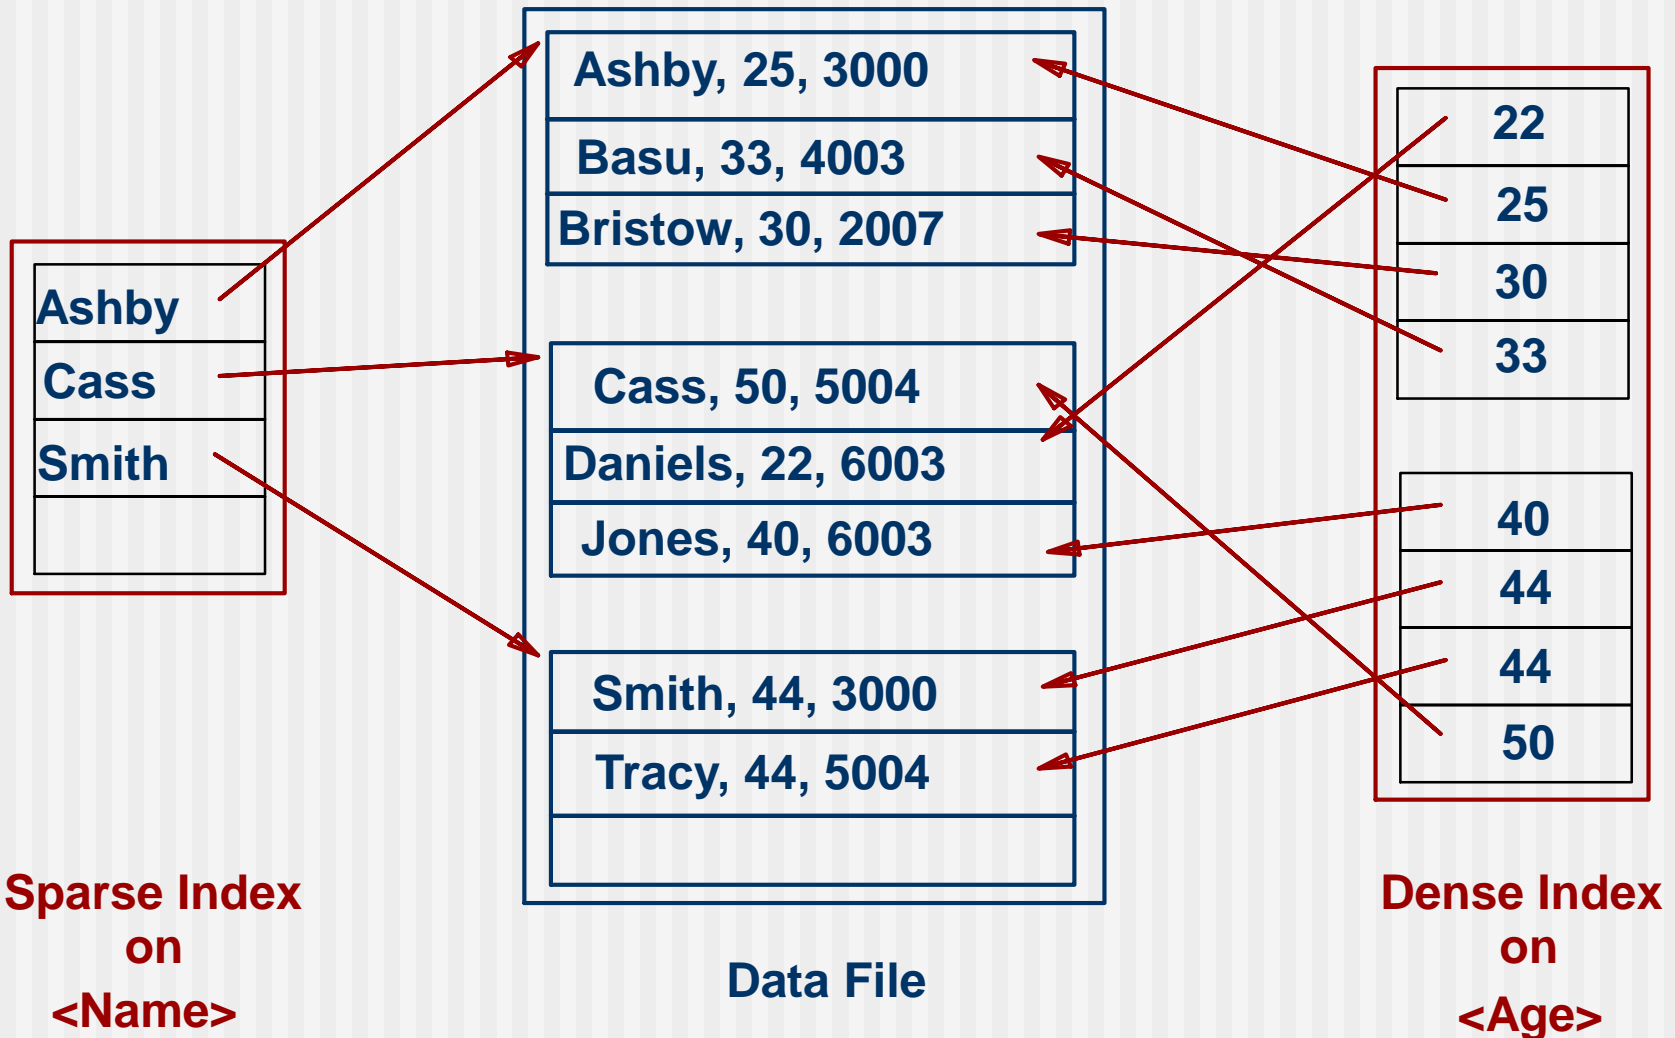 Ashby
Cass
Smith
Sparse Index
on
<Name>
Ashby, 25, 3000
Basu, 33, 4003
Bristow, 30, 2007
Cass, 50, 5004
Daniels, 22, 6003
Jones, 40, 6003
Smith, 44, 3000
Tracy, 44, 5004
Data File
22
25
30
33
40
44
44
50
Dense Index
on
<Age>